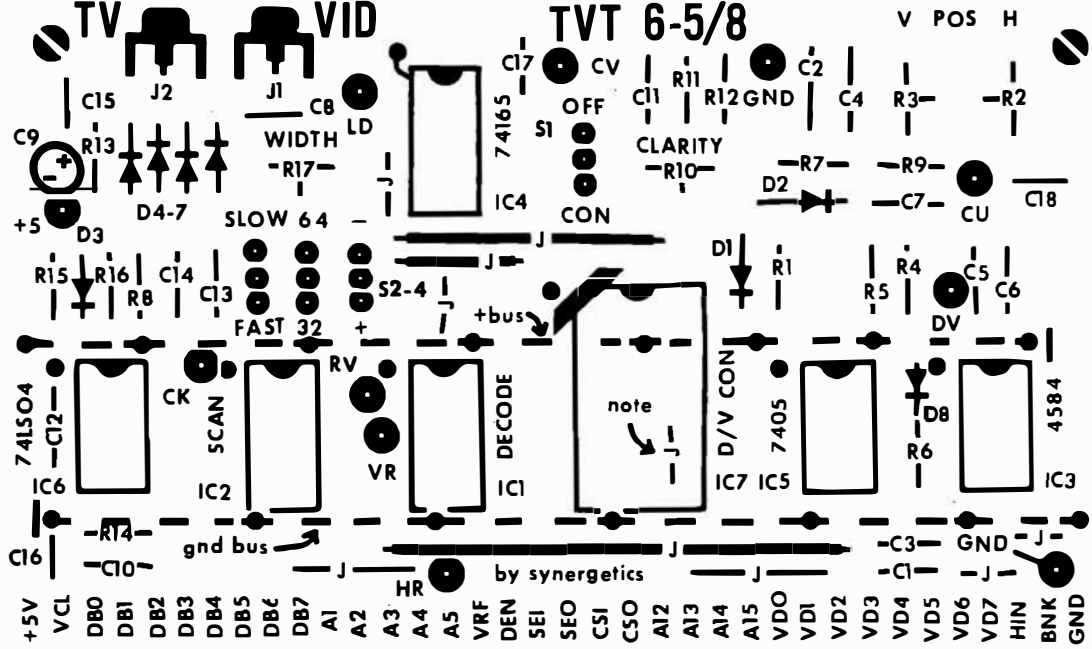 TV VID TVT 6-5/8 V POS H
J2 J1 C17 CV C2
C15 C8 LD C11 R11 R12 GND C4 R3 R2
74165 OFF
S1
C9 R13 WIDTH CLARITY
R17 J R10 R7 R9
D2
D4-7 IC4 C7 C18
+5 SLOW 64 - CON CU
D3 J D1
R15 R16 C14 J R1 R4 C5
R8 C13 S2-4 J R5 C6
FAST 32 + +bus DV
RV
CK note
74LS04 C12 SCAN DECODE D/V CON 7405 D8 4584
VR J R6
IC6 IC2 IC1 IC7 IC5 IC3
R14 gnd bus J C3 GND J
C16 C10 J HR by synergetics J C1 J
+5V VCL DB0 DB1 DB2 DB3 DB4 DB5 DB6 DB7 A1 A2 A3 A4 A5 VRF DEN SEI SEO CSI CSO A12 A13 A14 A15 VD0 VD1 VD2 VD3 VD4 VD5 VD6 VD7 HIN BNK GND